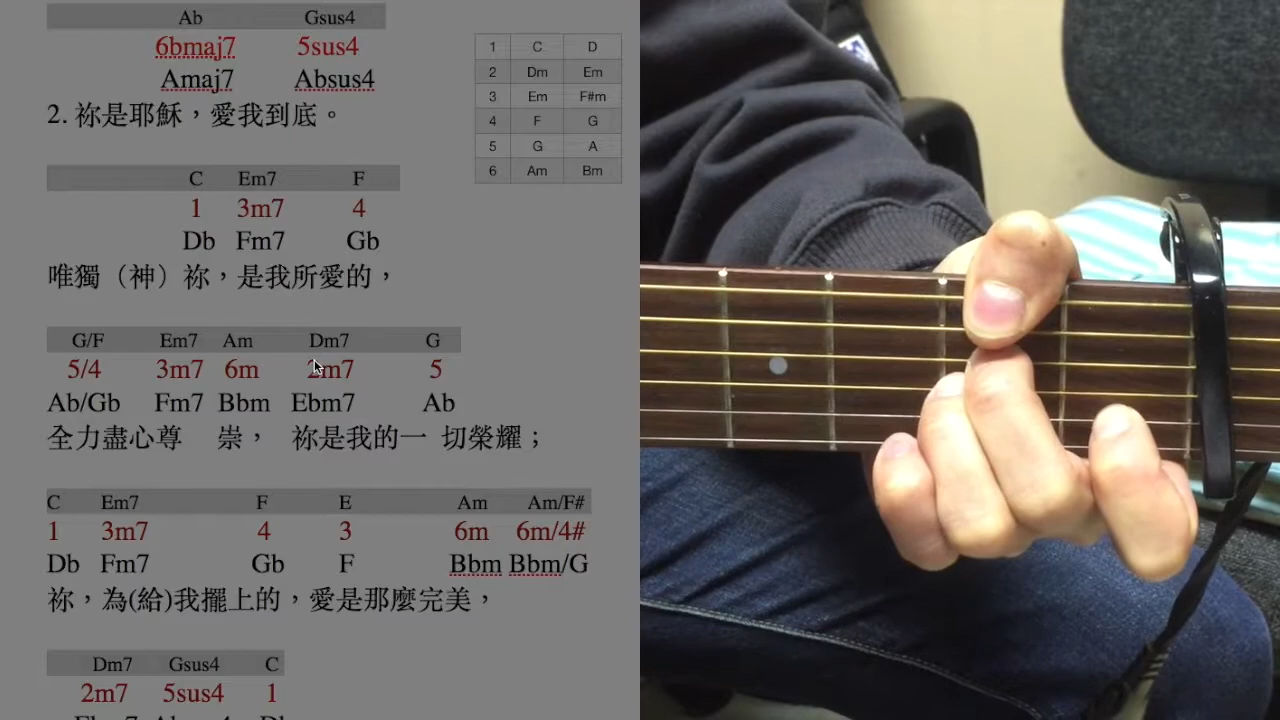 Ab Gsus4
6bmaj7 5sus4
Amaj7 Absus4
2. 祢是耶穌，愛我到底。
1 C D
2 Dm Em
3 Em F#m
4 F G
5 G A
6 Am Bm
C Em7 F
1 3m7 4
Db Fm7 Gb
唯獨（神）祢，是我所愛的，
G/F Em7 Am Dm7 G
5/4 3m7 6m 2m7 5
Ab/Gb Fm7 Bbm Ebm7 Ab
全力盡心尊 崇， 祢是我的一 切榮耀；
C Em7 F E Am Am/F#
1 3m7 4 3 6m 6m/4#
Db Fm7 Gb F Bbm Bbm/G
祢，為(給)我擺上的，愛是那麼完美，
Dm7 Gsus4 C
2m7 5sus4 1